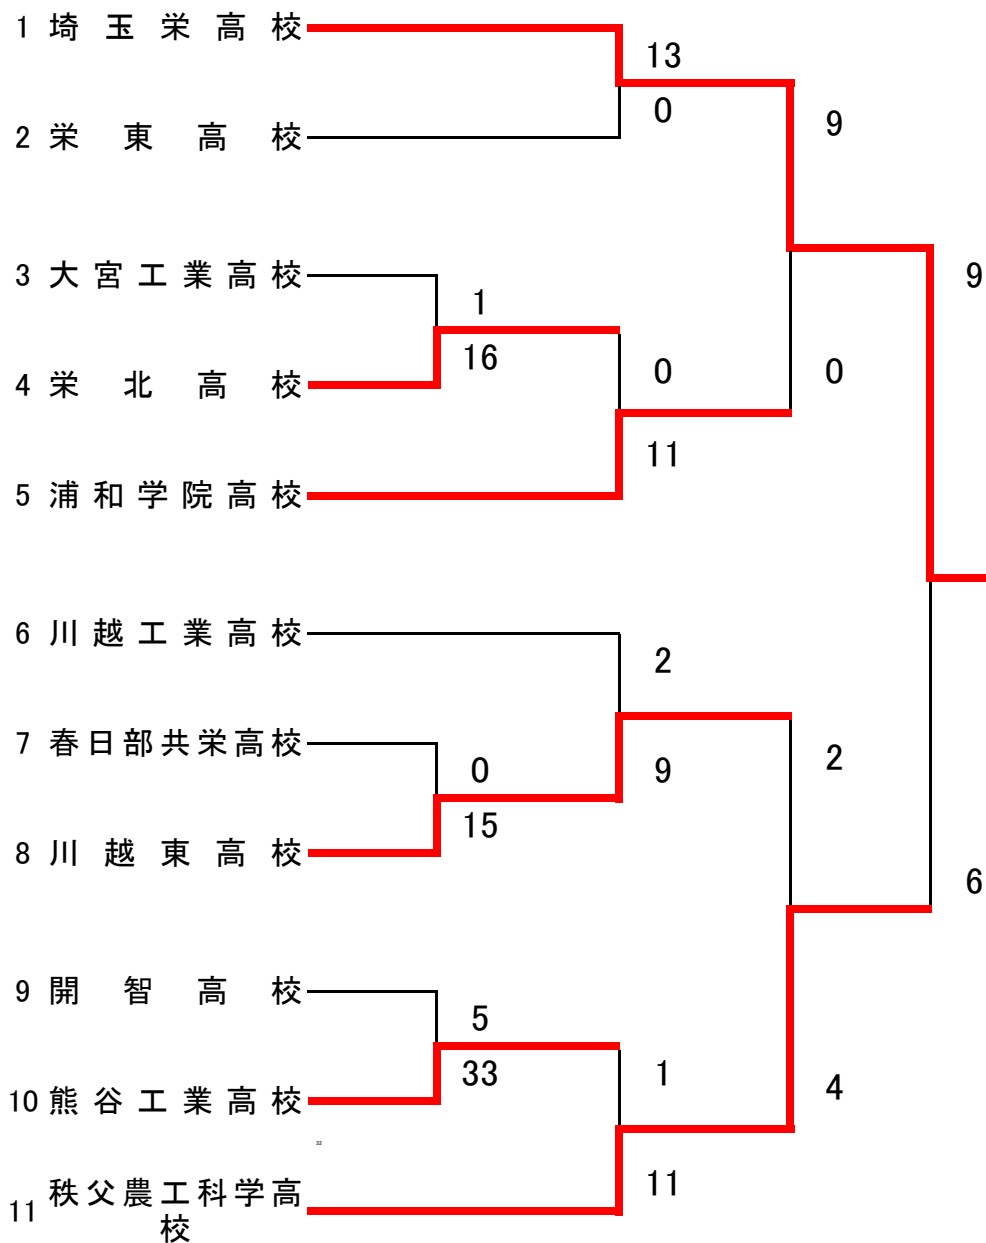 1 埼玉栄高校
13
0
2 栄東高校
9
3 大宮工業高校
9
1
16
4 栄北高校
0
0
11
5 浦和学院高校
6 川越工業高校
2
7 春日部共栄高校
0
9
2
15
8 川越東高校
6
9 開智高校
5
33
1
4
10 熊谷工業高校
32
11
11 秩父農工科学高
校